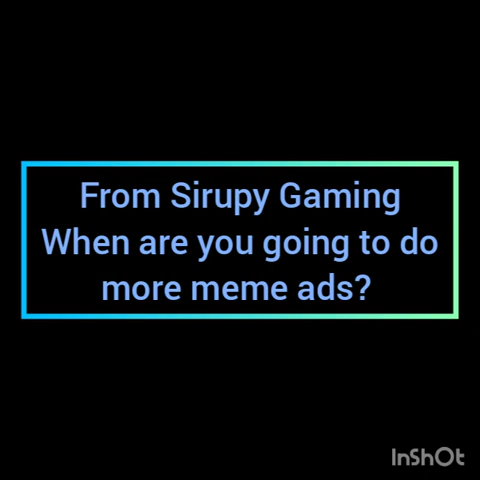 From Sirupy Gaming
When are you going to do
more meme ads?
InShOt